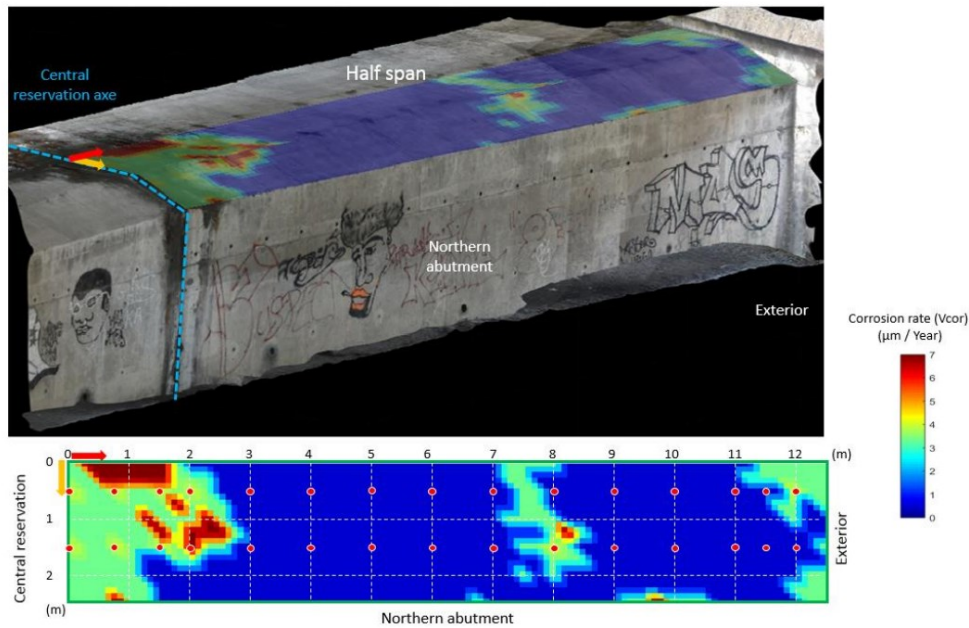 Central
reservation axe
Half span
Northern
abutment
Exterior
Corrosion rate (Vcor)
(µm / Year)
7
6
5
4
3
2
1
0
0 1 2 3 4 5 6 7 8 9 10 11 12 (m)
0
1
2
(m)
Central reservation
Exterior
Northern abutment